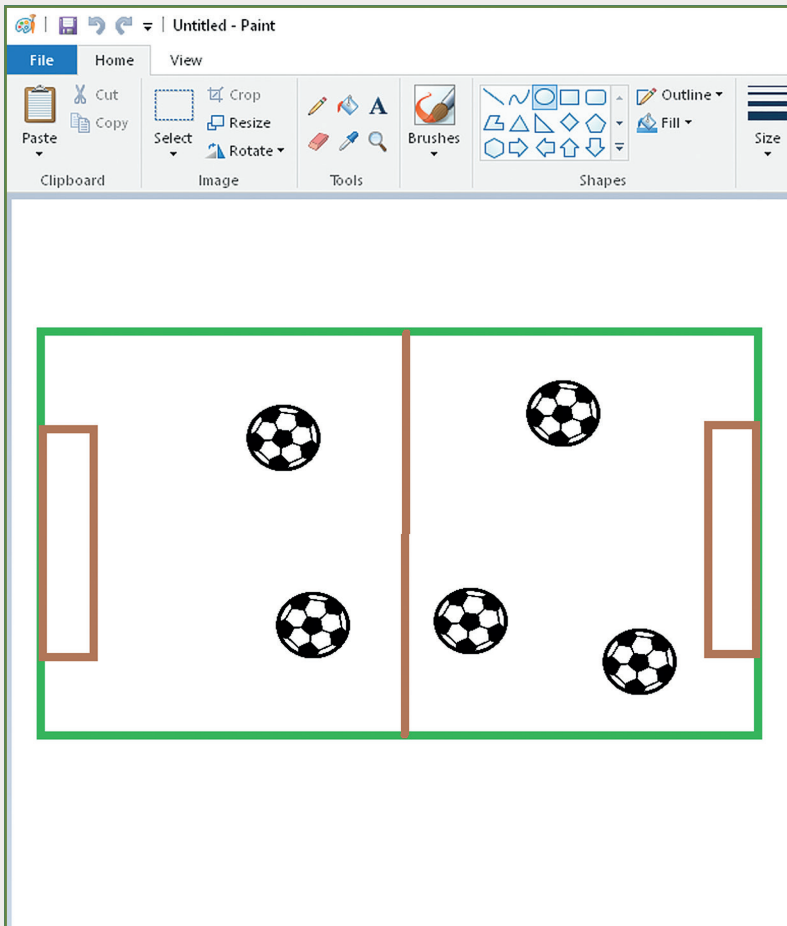 Untitled - Paint
File Home View
Paste
Cut
Copy
Clipboard
Select
Crop
Resize
Rotate
Image
A
Tools
Brushes
Outline
Fill
Shapes
Size